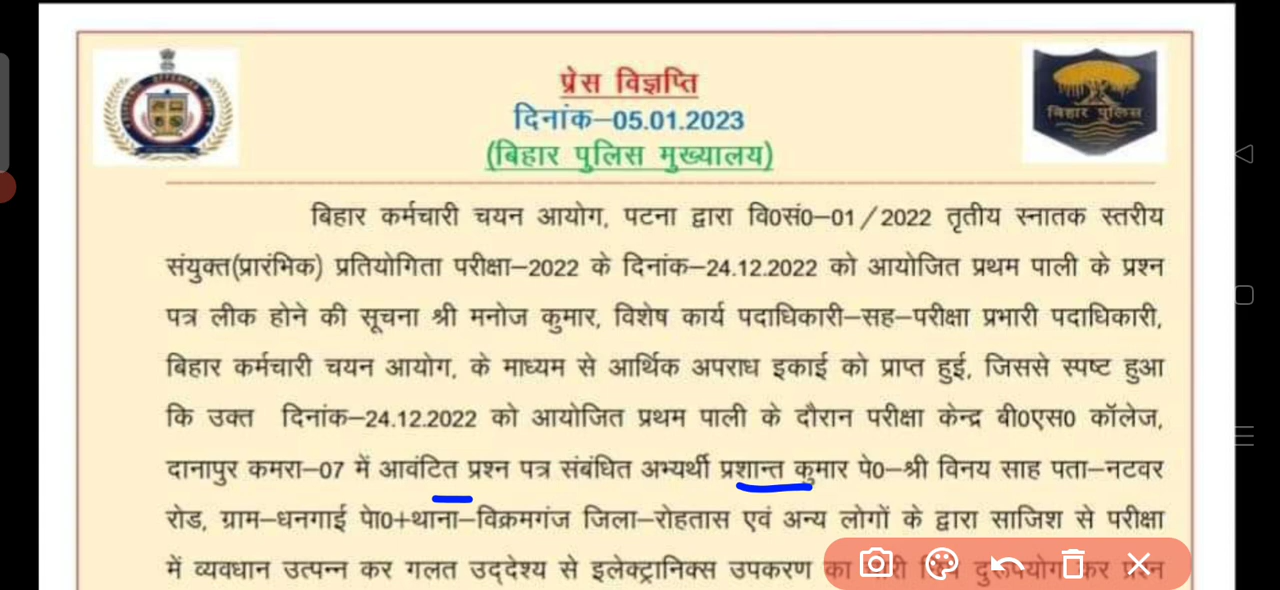 प्रेस विज्ञप्ति
दिनांक–05.01.2023
(बिहार पुलिस मुख्यालय)
बिहार पुलिस
बिहार कर्मचारी चयन आयोग, पटना द्वारा वि0सं0–01/2022 तृतीय स्नातक स्तरीय
संयुक्त(प्रारंभिक) प्रतियोगिता परीक्षा–2022 के दिनांक–24.12.2022 को आयोजित प्रथम पाली के प्रश्न
पत्र लीक होने की सूचना श्री मनोज कुमार, विशेष कार्य पदाधिकारी–सह–परीक्षा प्रभारी पदाधिकारी,
बिहार कर्मचारी चयन आयोग, के माध्यम से आर्थिक अपराध इकाई को प्राप्त हुई, जिससे स्पष्ट हुआ
कि उक्त दिनांक–24.12.2022 को आयोजित प्रथम पाली के दौरान परीक्षा केन्द्र बी0एस0 कॉलेज,
दानापुर कमरा–07 में आवंटित प्रश्न पत्र संबंधित अभ्यर्थी प्रशान्त कुमार पे0–श्री विनय साह पता–नटवर
रोड, ग्राम–धनगाई पो0+थाना–विक्रमगंज जिला–रोहतास एवं अन्य लोगों के द्वारा साजिश से परीक्षा
में व्यवधान उत्पन्न कर गलत उद्देश्य से इलेक्ट्रानिक्स उपकरण का दुरूपयोग कर प्रश्न